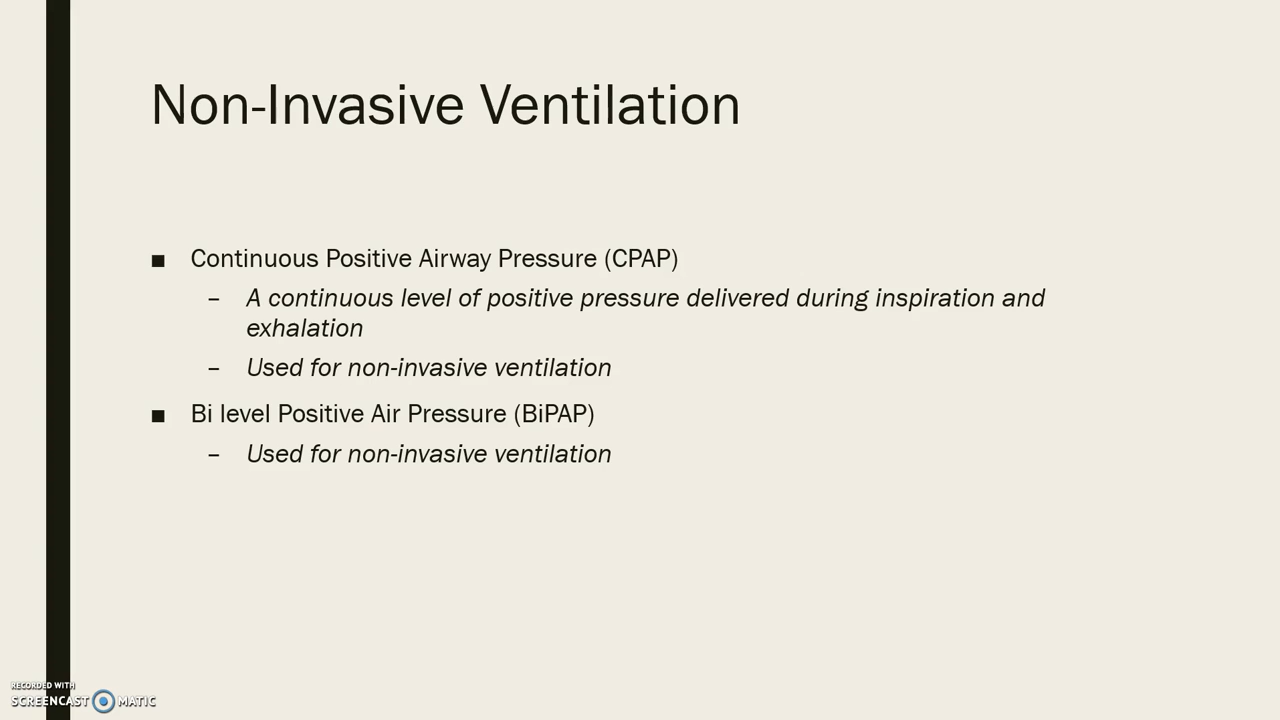 Non-Invasive Ventilation
■ Continuous Positive Airway Pressure (CPAP)
– A continuous level of positive pressure delivered during inspiration and
exhalation
– Used for non-invasive ventilation
■ Bi level Positive Air Pressure (BiPAP)
– Used for non-invasive ventilation
RECORDED WITH
SCREENCAST MATIC